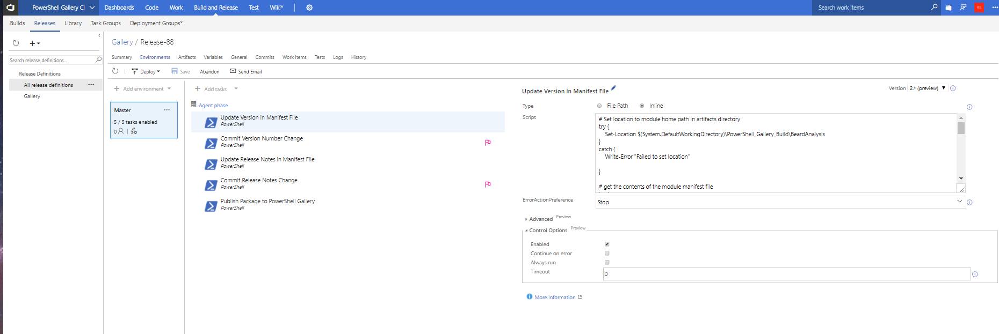 PowerShell Gallery CI Dashboards Code Work Build and Release Test Wiki* Search work items RS
Builds Releases Library Task Groups Deployment Groups*
Search release definitions...
Release Definitions
All release definitions
Gallery
Gallery / Release-88
Summary Environments Artifacts Variables General Commits Work items Tests Logs History
Deploy Save Abandon Send Email
Add environment
Master
5 / 5 tasks enabled
0
Add tasks
Agent phase
Update Version in Manifest File
PowerShell
Commit Version Number Change
PowerShell
Update Release Notes in Manifest File
PowerShell
Commit Release Notes Change
PowerShell
Publish Package to PowerShell Gallery
PowerShell
Update Version in Manifest File
Version 2.* (preview)
Type File Path Inline
Script
# Set location to module home path in artifacts directory
try {
Set-Location $(System.DefaultWorkingDirectory)\PowerShell_Gallery_Build\BeardAnalysis
}
catch {
Write-Error "Failed to set location"
}
# get the contents of the module manifest file
ErrorActionPreference Stop
Advanced Preview
Control Options Preview
Enabled
Continue on error
Always run
Timeout 0
More Information